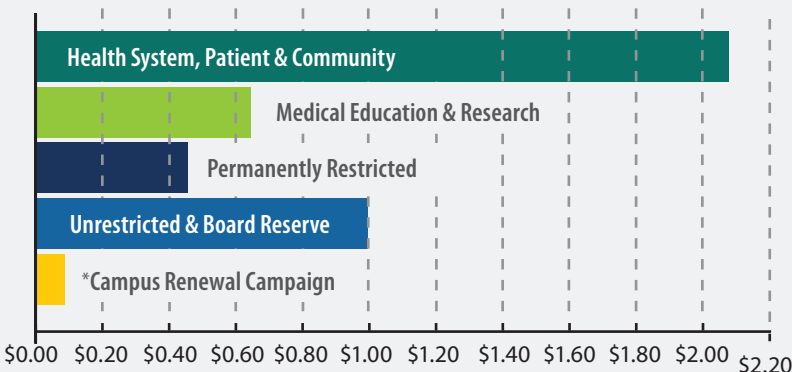 Health System, Patient & Community
Medical Education & Research
Permanently Restricted
Unrestricted & Board Reserve
*Campus Renewal Campaign
$0.00 $0.20 $0.40 $0.60 $0.80 $1.00 $1.20 $1.40 $1.60 $1.80 $2.00 $2.20